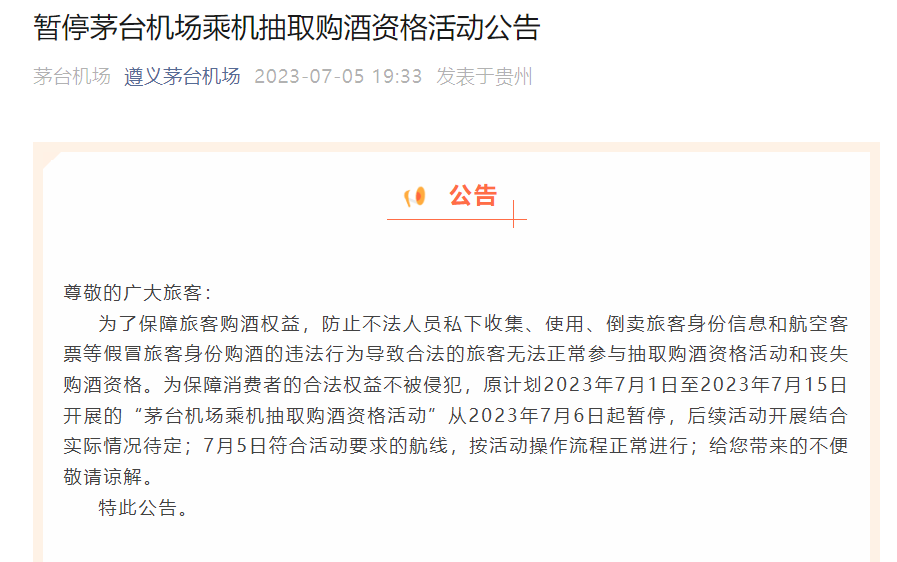 暂停茅台机场乘机抽取购酒资格活动公告
茅台机场 遵义茅台机场 2023-07-05 19:33 发表于贵州
公告
尊敬的广大旅客：
为了保障旅客购酒权益，防止不法人员私下收集、使用、倒卖旅客身份信息和航空客
票等假冒旅客身份购酒的违法行为导致合法的旅客无法正常参与抽取购酒资格活动和丧失
购酒资格。为保障消费者的合法权益不被侵犯，原计划2023年7月1日至2023年7月15日
开展的“茅台机场乘机抽取购酒资格活动”从2023年7月6日起暂停，后续活动开展结合
实际情况待定；7月5日符合活动要求的航线，按活动操作流程正常进行；给您带来的不便
敬请谅解。
特此公告。